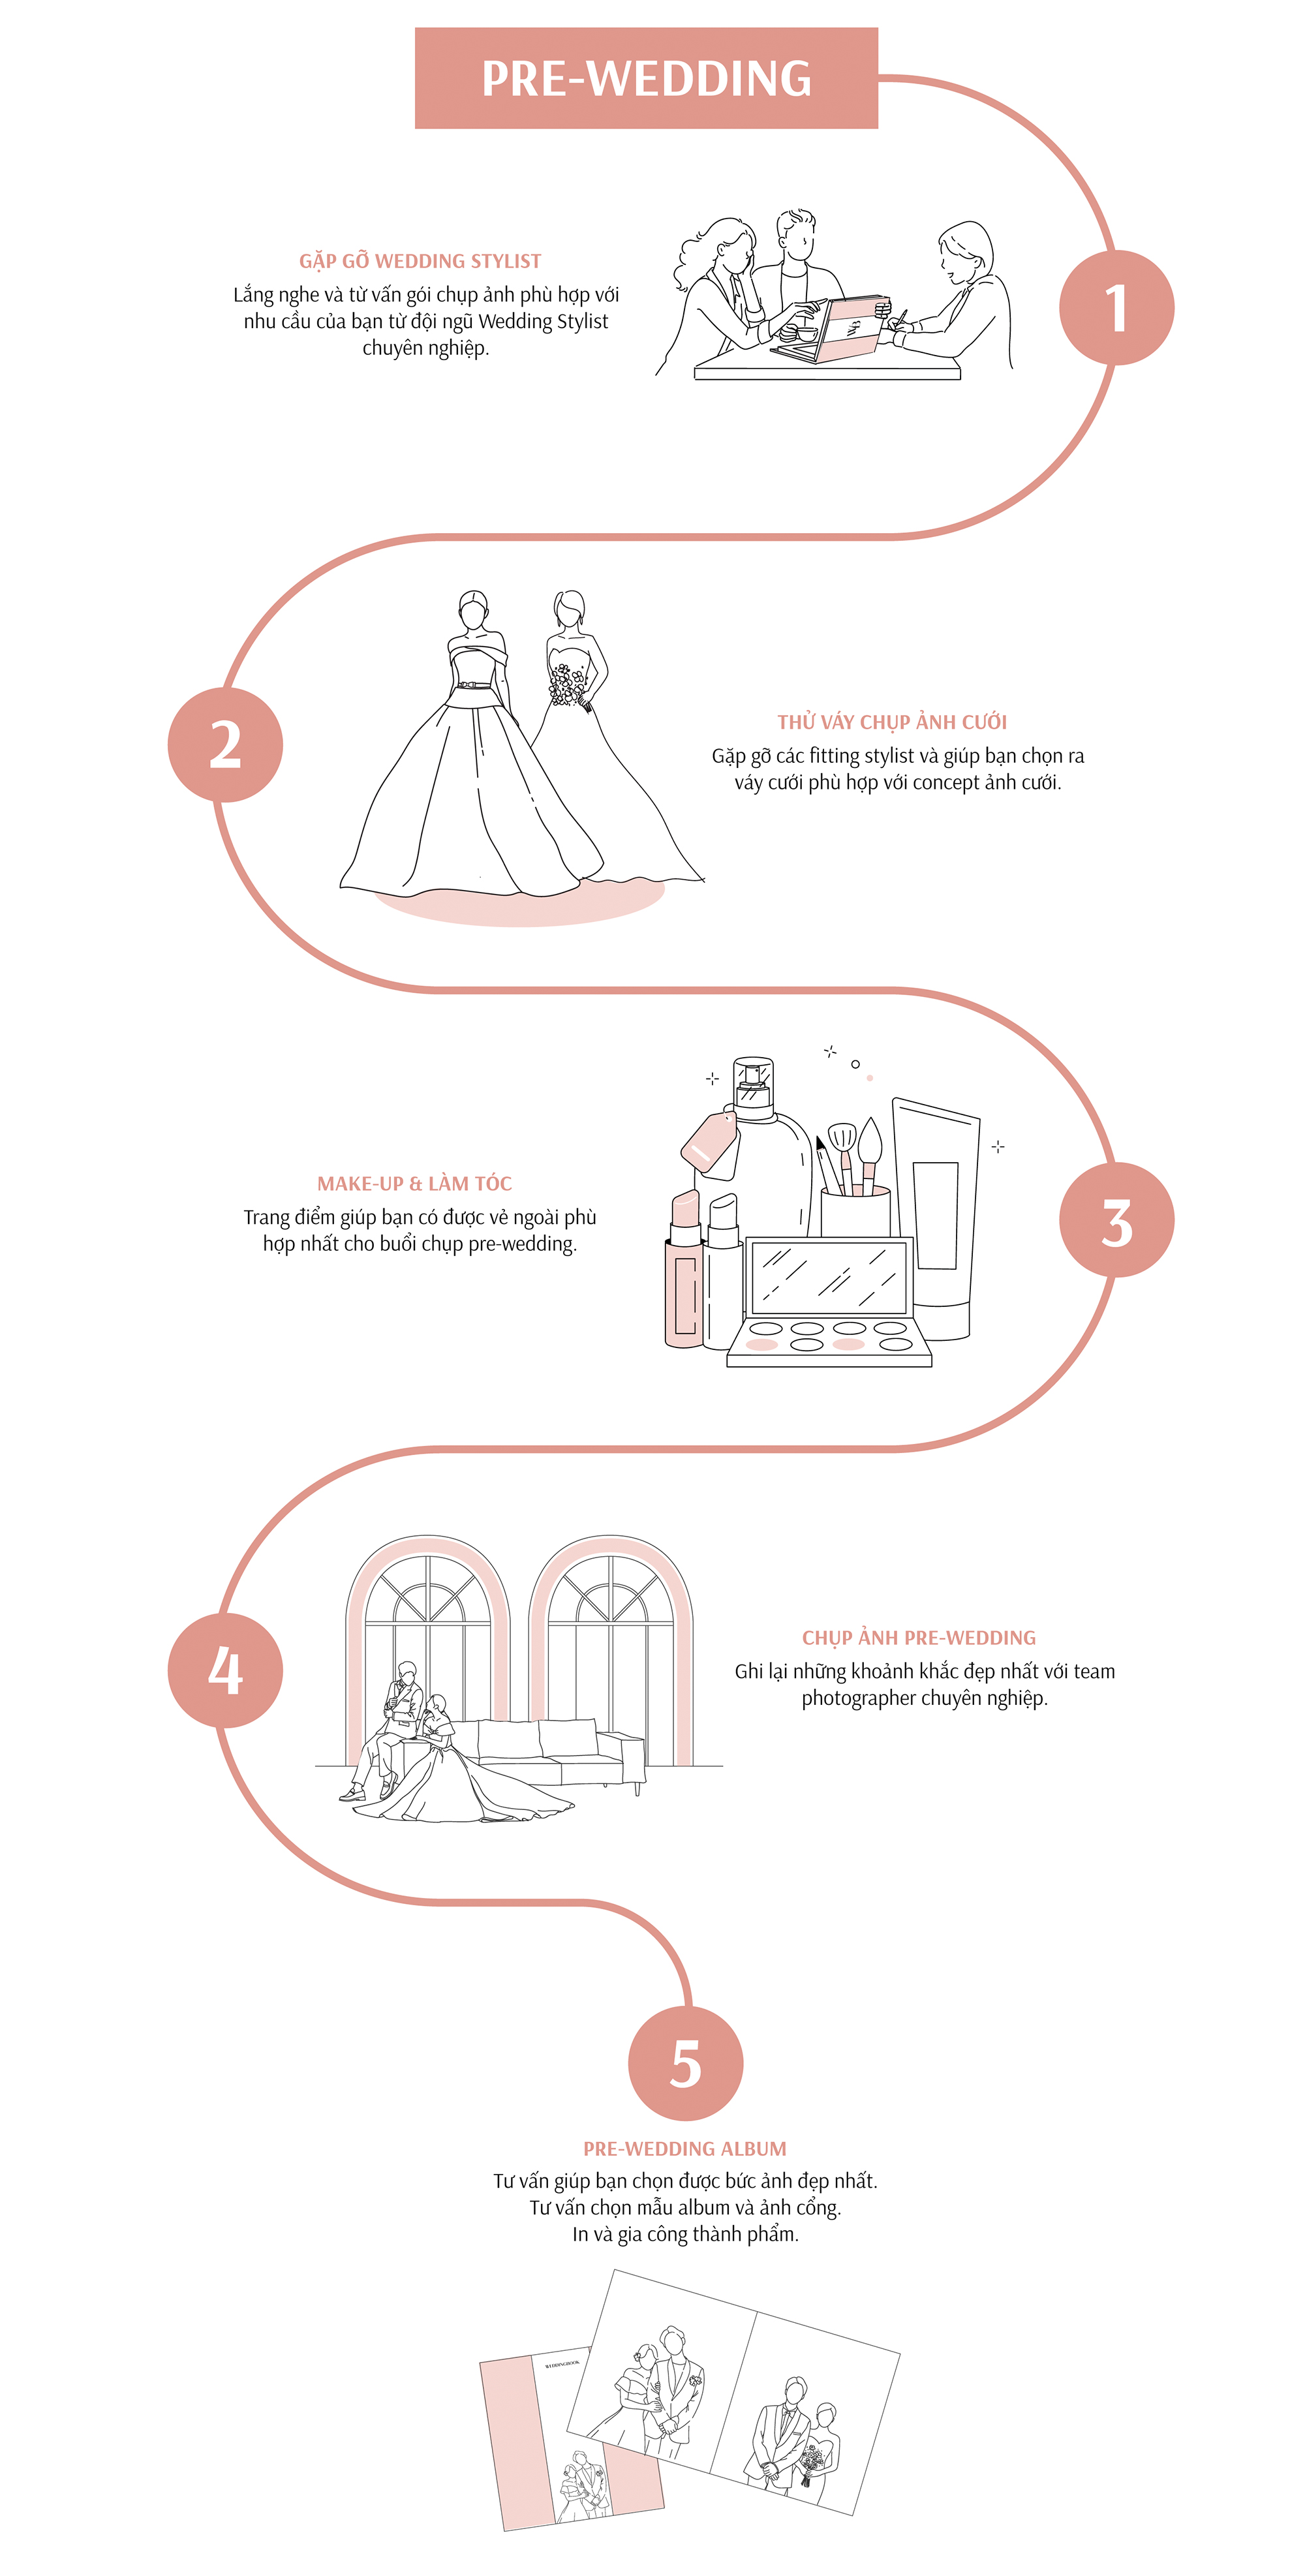 PRE-WEDDING
1
GẶP GỠ WEDDING STYLIST
Lắng nghe và tư vấn gói chụp ảnh phù hợp với
nhu cầu của bạn từ đội ngũ Wedding Stylist
chuyên nghiệp.
WB
2
THỬ VÁY CHỤP ẢNH CƯỚI
Gặp gỡ các fitting stylist và giúp bạn chọn ra
váy cưới phù hợp với concept ảnh cưới.
3
MAKE-UP & LÀM TÓC
Trang điểm giúp bạn có được vẻ ngoài phù
hợp nhất cho buổi chụp pre-wedding.
4
CHỤP ẢNH PRE-WEDDING
Ghi lại những khoảnh khắc đẹp nhất với team
photographer chuyên nghiệp.
5
PRE-WEDDING ALBUM
Tư vấn giúp bạn chọn được bức ảnh đẹp nhất.
Tư vấn chọn mẫu album và ảnh cổng.
In và gia công thành phẩm.
WEDDINGBOOK